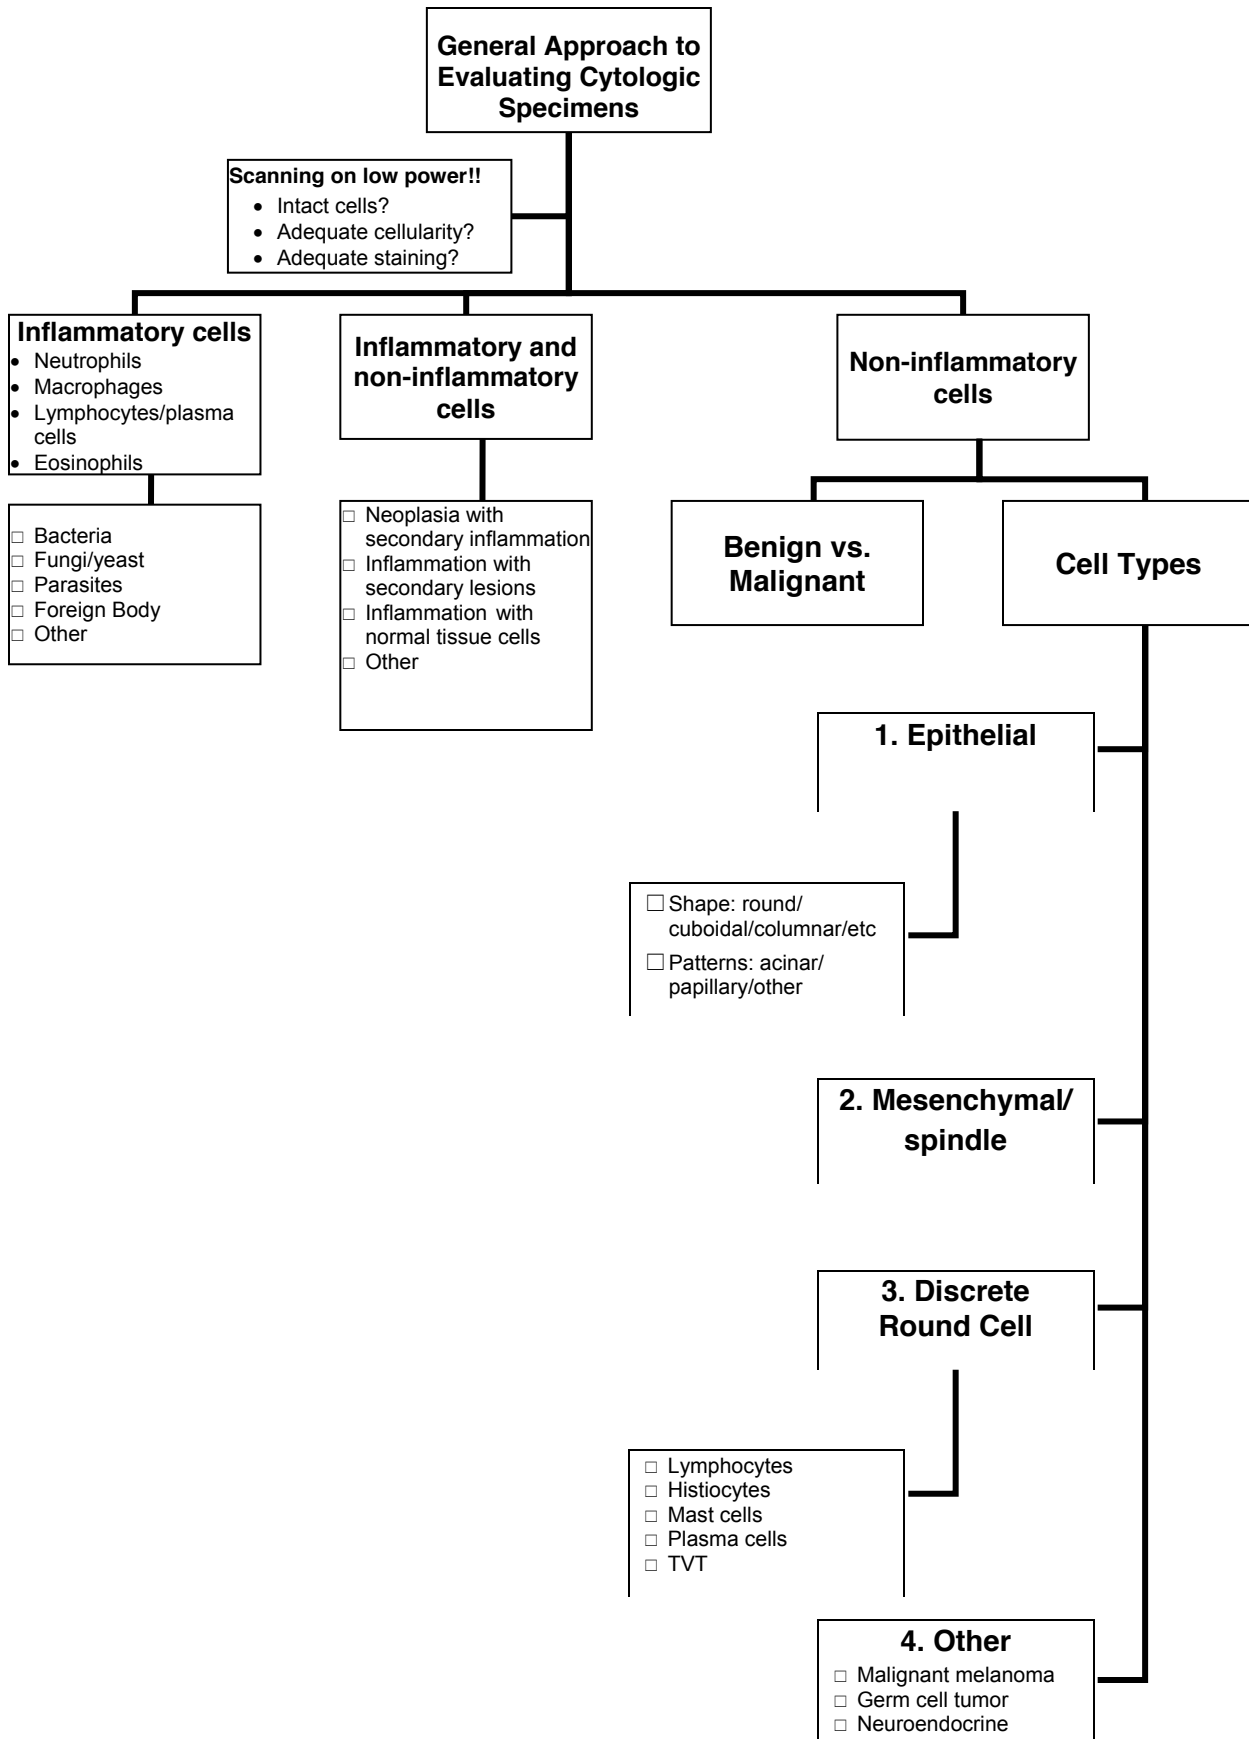 General Approach to
Evaluating Cytologic
Specimens
Scanning on low power!!
• Intact cells?
• Adequate cellularity?
• Adequate staining?
Inflammatory cells
• Neutrophils
• Macrophages
• Lymphocytes/plasma
cells
• Eosinophils
□ Bacteria
□ Fungi/yeast
□ Parasites
□ Foreign Body
□ Other
Inflammatory and
non-inflammatory
cells
□ Neoplasia with
secondary inflammation
□ Inflammation with
secondary lesions
□ Inflammation with
normal tissue cells
□ Other
Non-inflammatory
cells
Benign vs.
Malignant
Cell Types
1. Epithelial
□ Shape: round/
cuboidal/columnar/etc
□ Patterns: acinar/
papillary/other
2. Mesenchymal/
spindle
3. Discrete
Round Cell
□ Lymphocytes
□ Histiocytes
□ Mast cells
□ Plasma cells
□ TVT
4. Other
□ Malignant melanoma
□ Germ cell tumor
□ Neuroendocrine